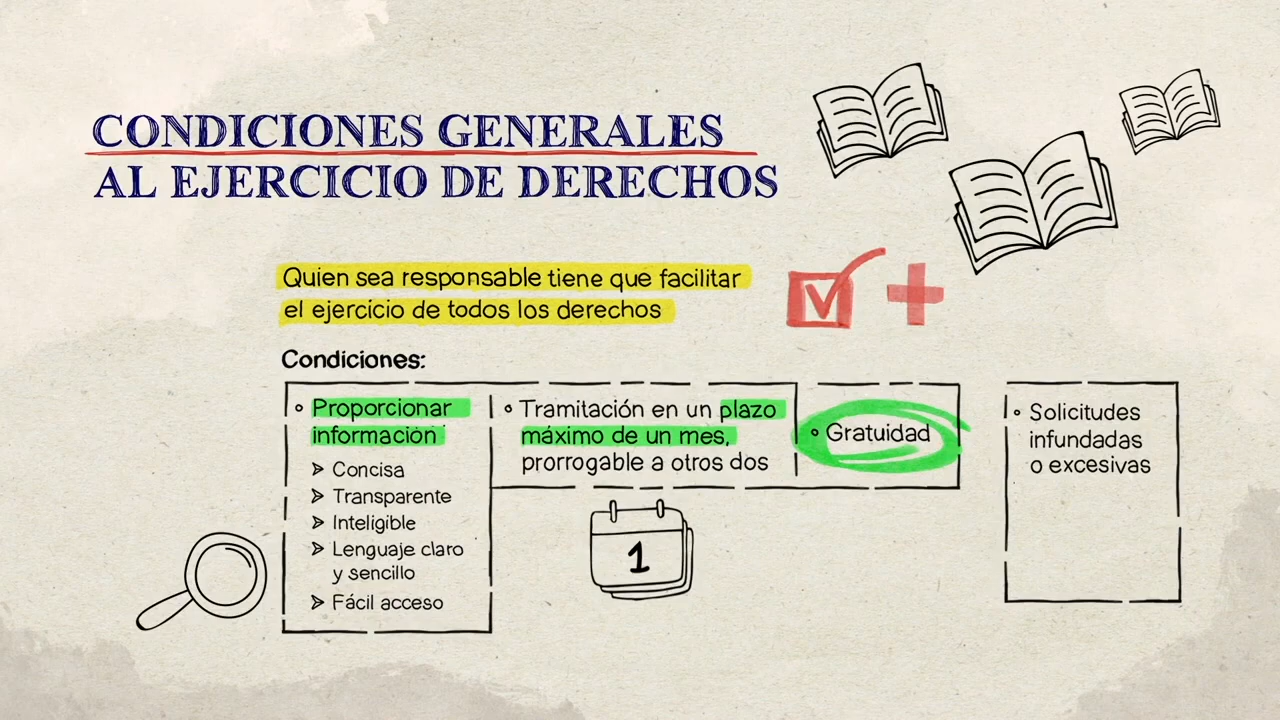 CONDICIONES GENERALES
AL EJERCICIO DE DERECHOS
Quien sea responsable tiene que facilitar
el ejercicio de todos los derechos
Condiciones:
Proporcionar
información
Concisa
Transparente
Inteligible
Lenguaje claro
y sencillo
Fácil acceso
Tramitación en un plazo
máximo de un mes,
prorrogable a otros dos
Gratuidad
Solicitudes
infundadas
o excesivas
1